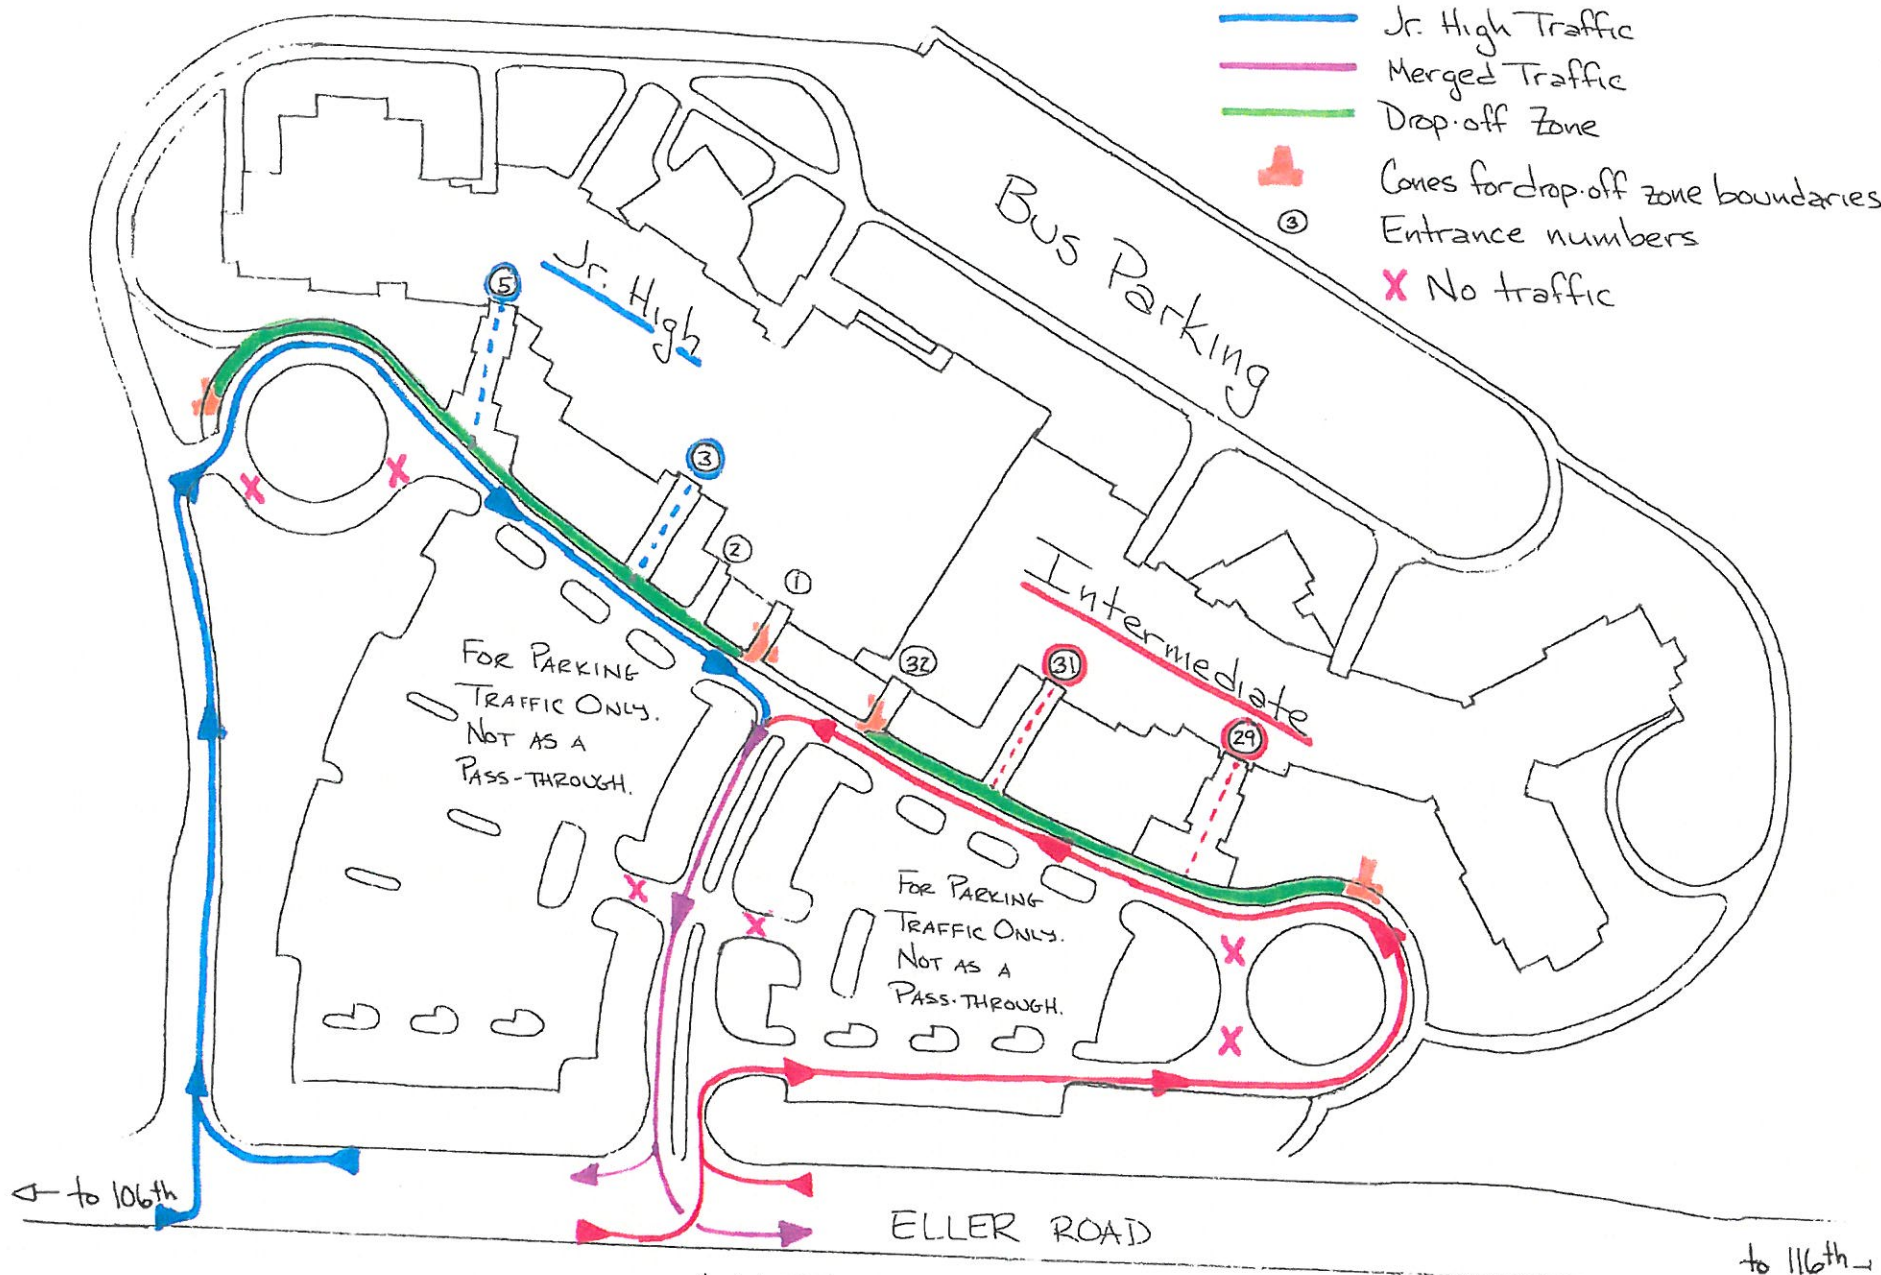 Jr. High Traffic
Merged Traffic
Drop-off Zone
Cones for drop-off zone boundaries
③ Entrance numbers
X No traffic
Bus Parking
Jr. High
5
3
2
1
Intermediate
32
31
29
FOR PARKING
TRAFFIC ONLY.
NOT AS A
PASS-THROUGH.
FOR PARKING
TRAFFIC ONLY.
NOT AS A
PASS-THROUGH.
to 106th
ELLER ROAD
to 116th